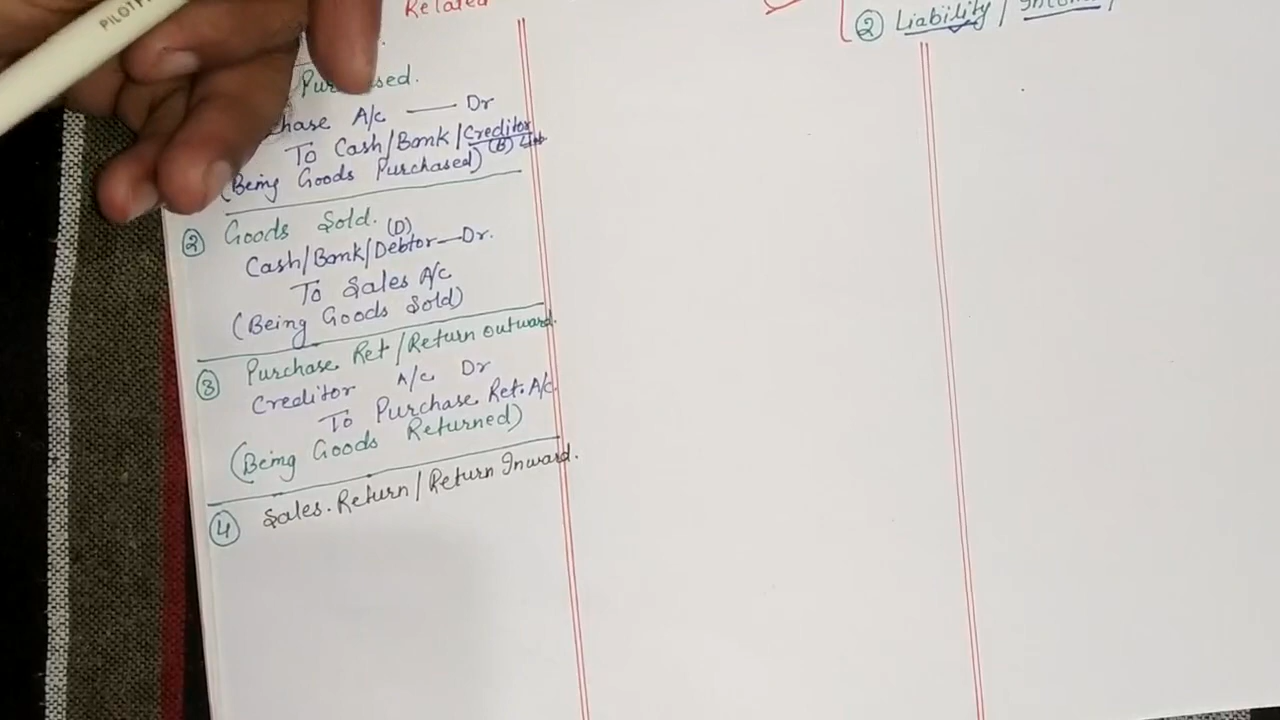 PILOT
Related
② Liability /
Purchased.
chase A/c —— Dr
To Cash/Bank/Creditor
(Being Goods Purchased) (B)
② Goods Sold.
(D)
Cash/Bank/Debtor—Dr.
To Sales A/c
(Being Goods Sold)
③ Purchase Ret/Return outward.
Creditor A/c Dr
To Purchase Ret. A/c.
(Being Goods Returned)
④ Sales. Return/Return Inward.